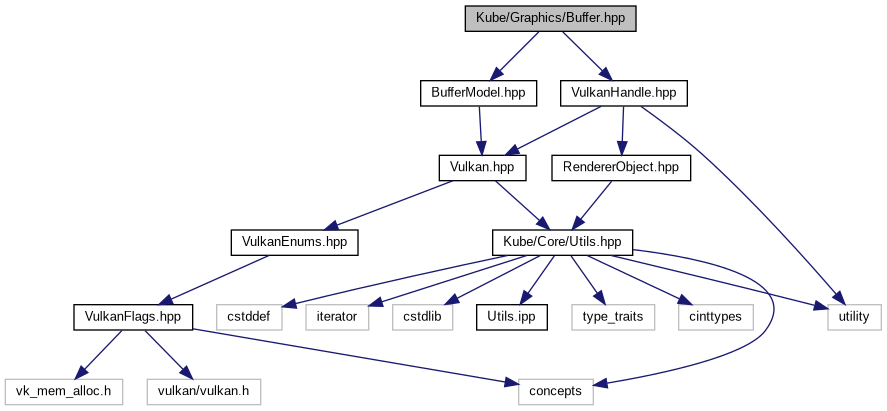 Kube/Graphics/Buffer.hpp
BufferModel.hpp
VulkanHandle.hpp
Vulkan.hpp
RendererObject.hpp
VulkanEnums.hpp
Kube/Core/Utils.hpp
VulkanFlags.hpp
cstddef
iterator
cstdlib
Utils.ipp
type_traits
cinttypes
utility
vk_mem_alloc.h
vulkan/vulkan.h
concepts